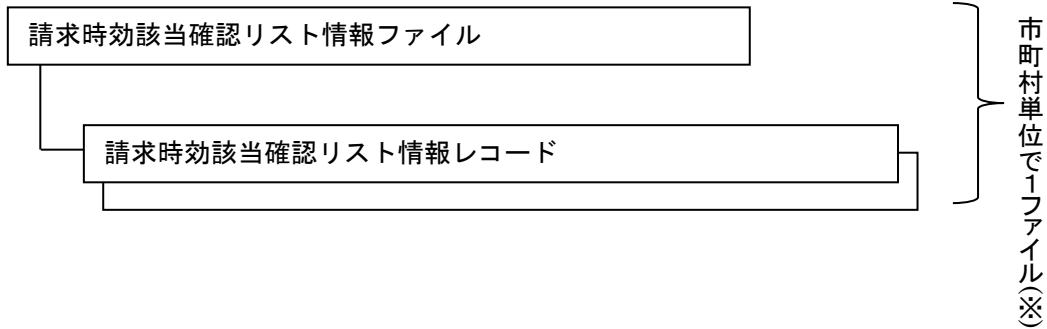 請求時効該当確認リスト情報ファイル
請求時効該当確認リスト情報レコード
市町村単位で1ファイル(※)